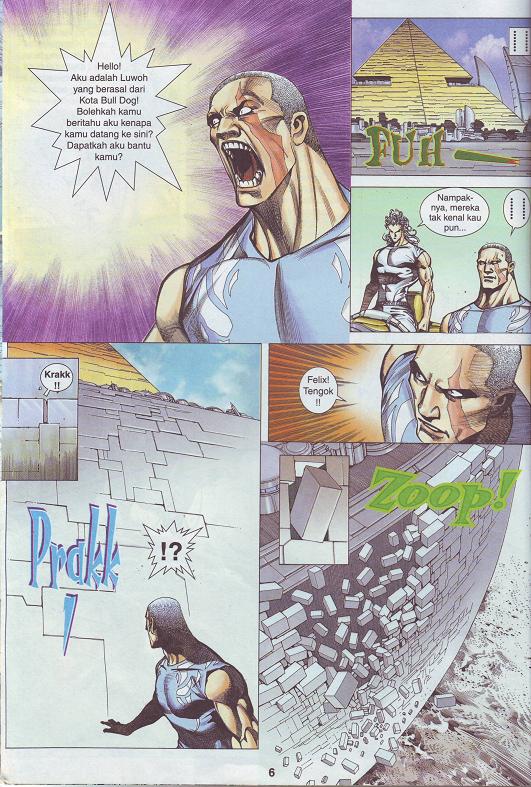 Hello!
Aku adalah Luwoh
yang berasal dari
Kota Bull Dog!
Bolehkah kamu
beritahu aku kenapa
kamu datang ke sini?
Dapatkah aku bantu
kamu?
FUH
Nampak-
nya, mereka
tak kenal kau
pun...
Krakk
!!
Prakk
!
!?
Felix!
Tengok
!!
Zoop!
6